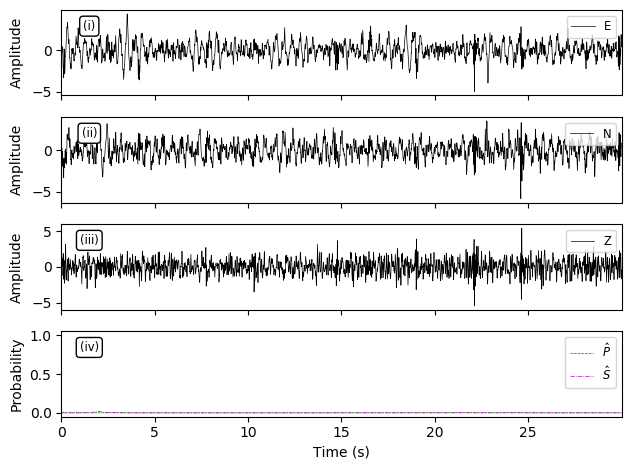 (i)
E
Amplitude
0
−5
(ii)
N
Amplitude
0
−5
(iii)
Z
Amplitude
5
0
−5
(iv)
P̂
Ŝ
Probability
1.0
0.5
0.0
0 5 10 15 20 25
Time (s)